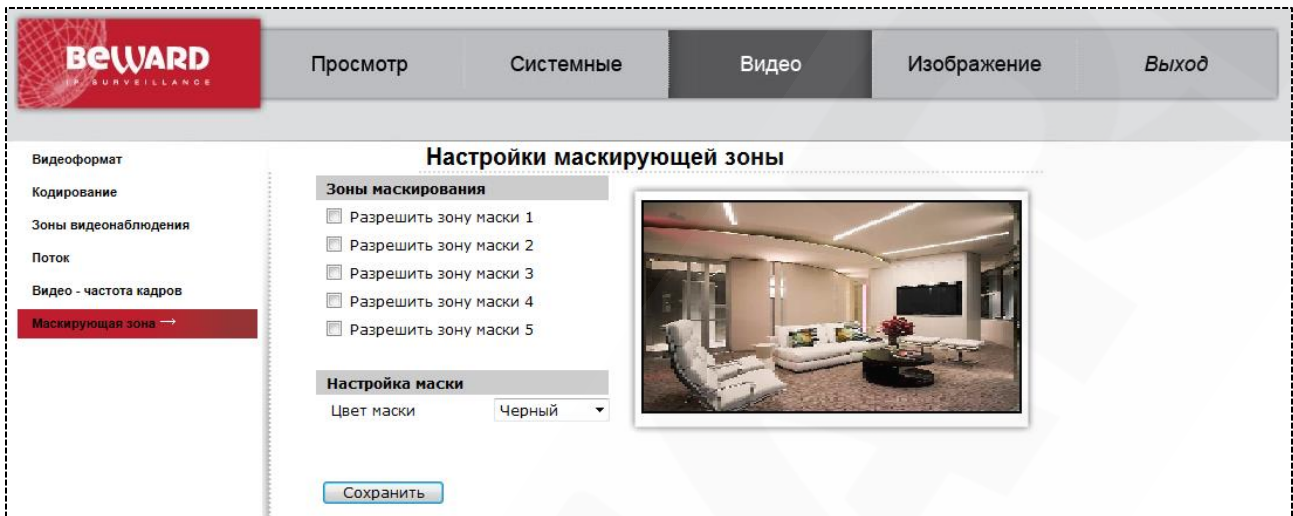 BEWARD
IP SURVEILLANCE
Просмотр
Системные
Видео
Изображение
Выход
Видеоформат
Кодирование
Зоны видеонаблюдения
Поток
Видео - частота кадров
Маскирующая зона →
Настройки маскирующей зоны
Зоны маскирования
Разрешить зону маски 1
Разрешить зону маски 2
Разрешить зону маски 3
Разрешить зону маски 4
Разрешить зону маски 5
Настройка маски
Цвет маски Черный
Сохранить